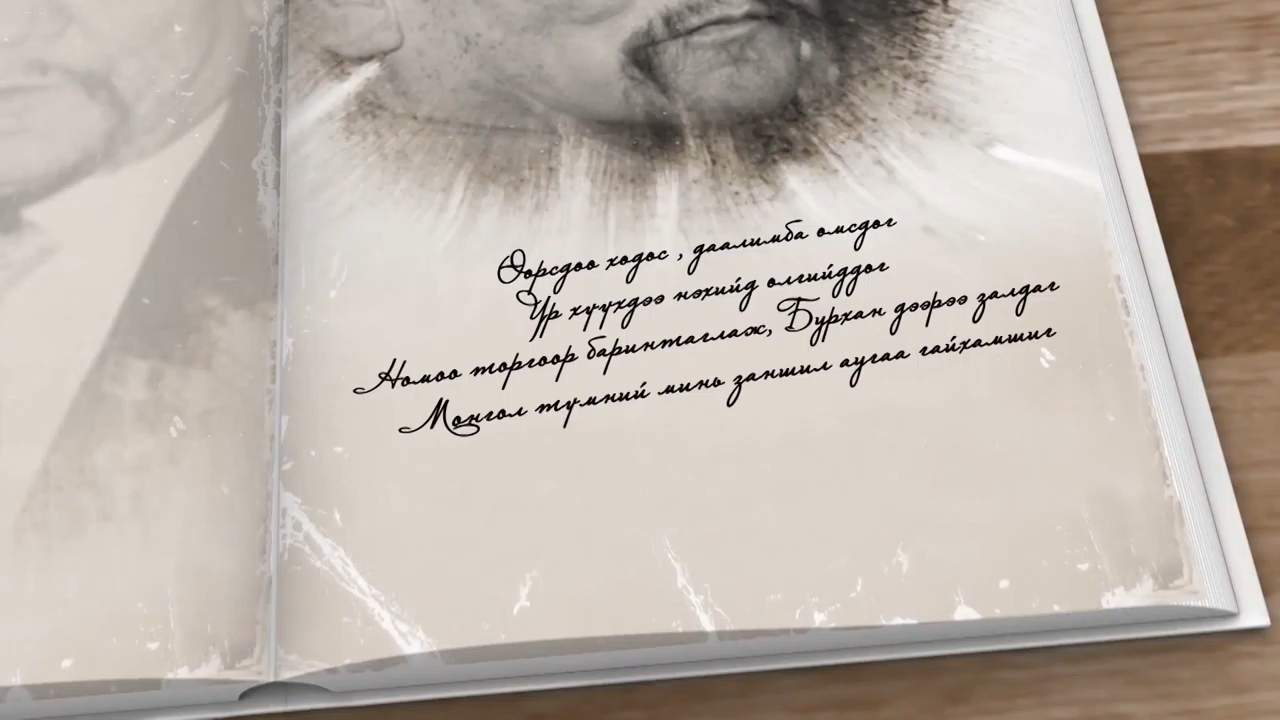 Өөрсдөө ходос , даалимба өмсдөг
Үр хүүхдээ нэхийд өлгийддөг
Номоо торгоор баринтаглаж, Бурхан дээрээ залдаг
Монгол түмний минь заншил аугаа гайхамшиг